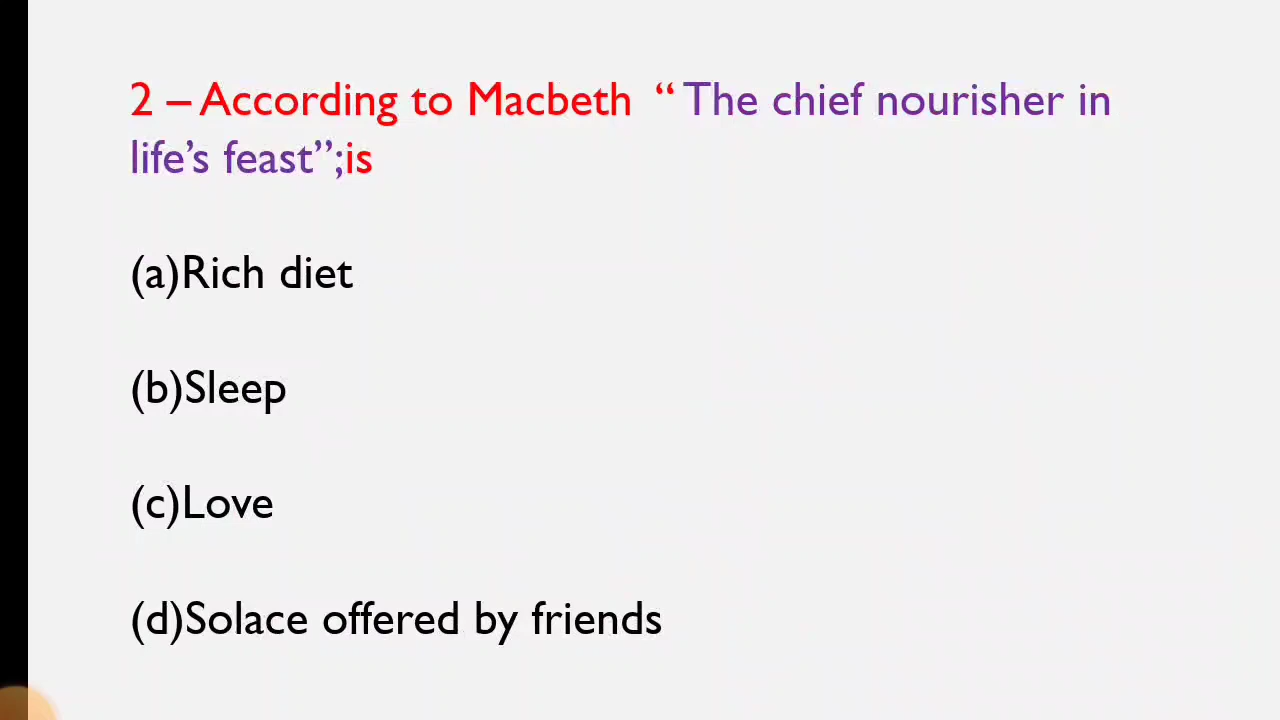 2 – According to Macbeth “ The chief nourisher in
life’s feast”;is
(a)Rich diet
(b)Sleep
(c)Love
(d)Solace offered by friends